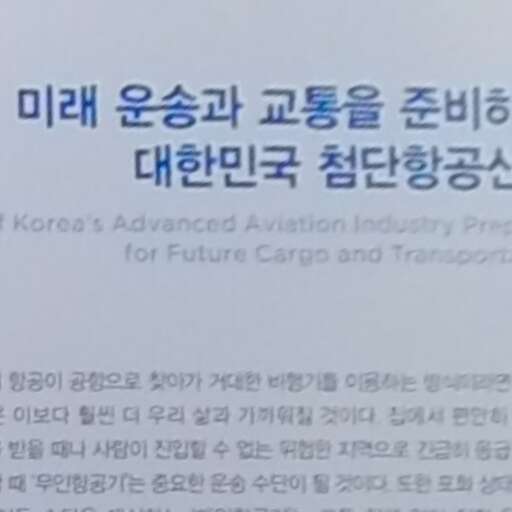 미래 운송과 교통을 준비하
대한민국 첨단항공산
f Korea's Advanced Aviation Industry Prep
for Future Cargo and Transporta
항공이 공항으로 찾아가 거대한 비행기를 이용하는 방식이라면
이보다 훨씬 더 우리 삶과 가까워질 것이다. 집에서 편안히
받을 때나 사람이 진입할 수 없는 위험한 지역으로 긴급히 응급
때 '무인항공기'는 중요한 운송 수단이 될 것이다. 또한 포화 상태